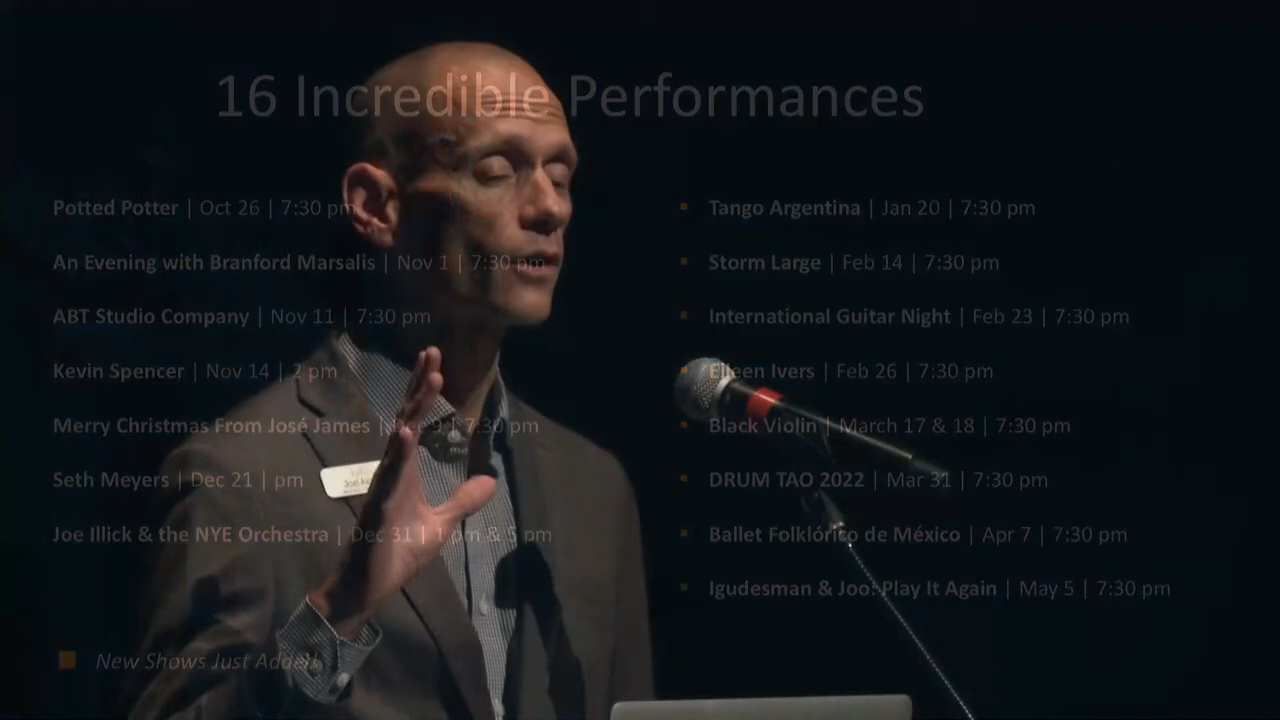 16 Incredible Performances
Potted Potter | Oct 26 | 7:30 pm
An Evening with Branford Marsalis | Nov 1 | 7:30 pm
ABT Studio Company | Nov 11 | 7:30 pm
Kevin Spencer | Nov 14 | 2 pm
Merry Christmas From José James | Dec 9 | 7:30 pm
Seth Meyers | Dec 21 | pm
Joe Illick & the NYE Orchestra | Dec 31 | 1 pm & 5 pm
Tango Argentina | Jan 20 | 7:30 pm
Storm Large | Feb 14 | 7:30 pm
International Guitar Night | Feb 23 | 7:30 pm
Eileen Ivers | Feb 26 | 7:30 pm
Black Violin | March 17 & 18 | 7:30 pm
DRUM TAO 2022 | Mar 31 | 7:30 pm
Ballet Folklórico de México | Apr 7 | 7:30 pm
Igudesman & Joo: Play It Again | May 5 | 7:30 pm
New Shows Just Added!
Joel